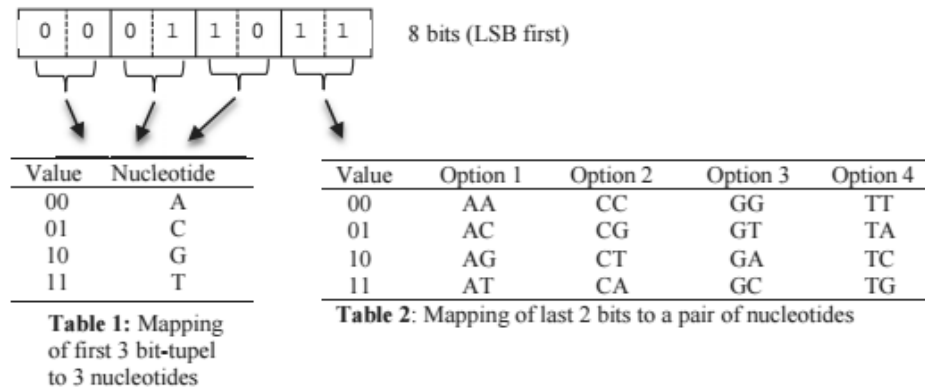 0 0 0 1 1 0 1 1 8 bits (LSB first)
Value Nucleotide
00 A
01 C
10 G
11 T
Table 1: Mapping
of first 3 bit-tupel
to 3 nucleotides
Value Option 1 Option 2 Option 3 Option 4
00 AA CC GG TT
01 AC CG GT TA
10 AG CT GA TC
11 AT CA GC TG
Table 2: Mapping of last 2 bits to a pair of nucleotides